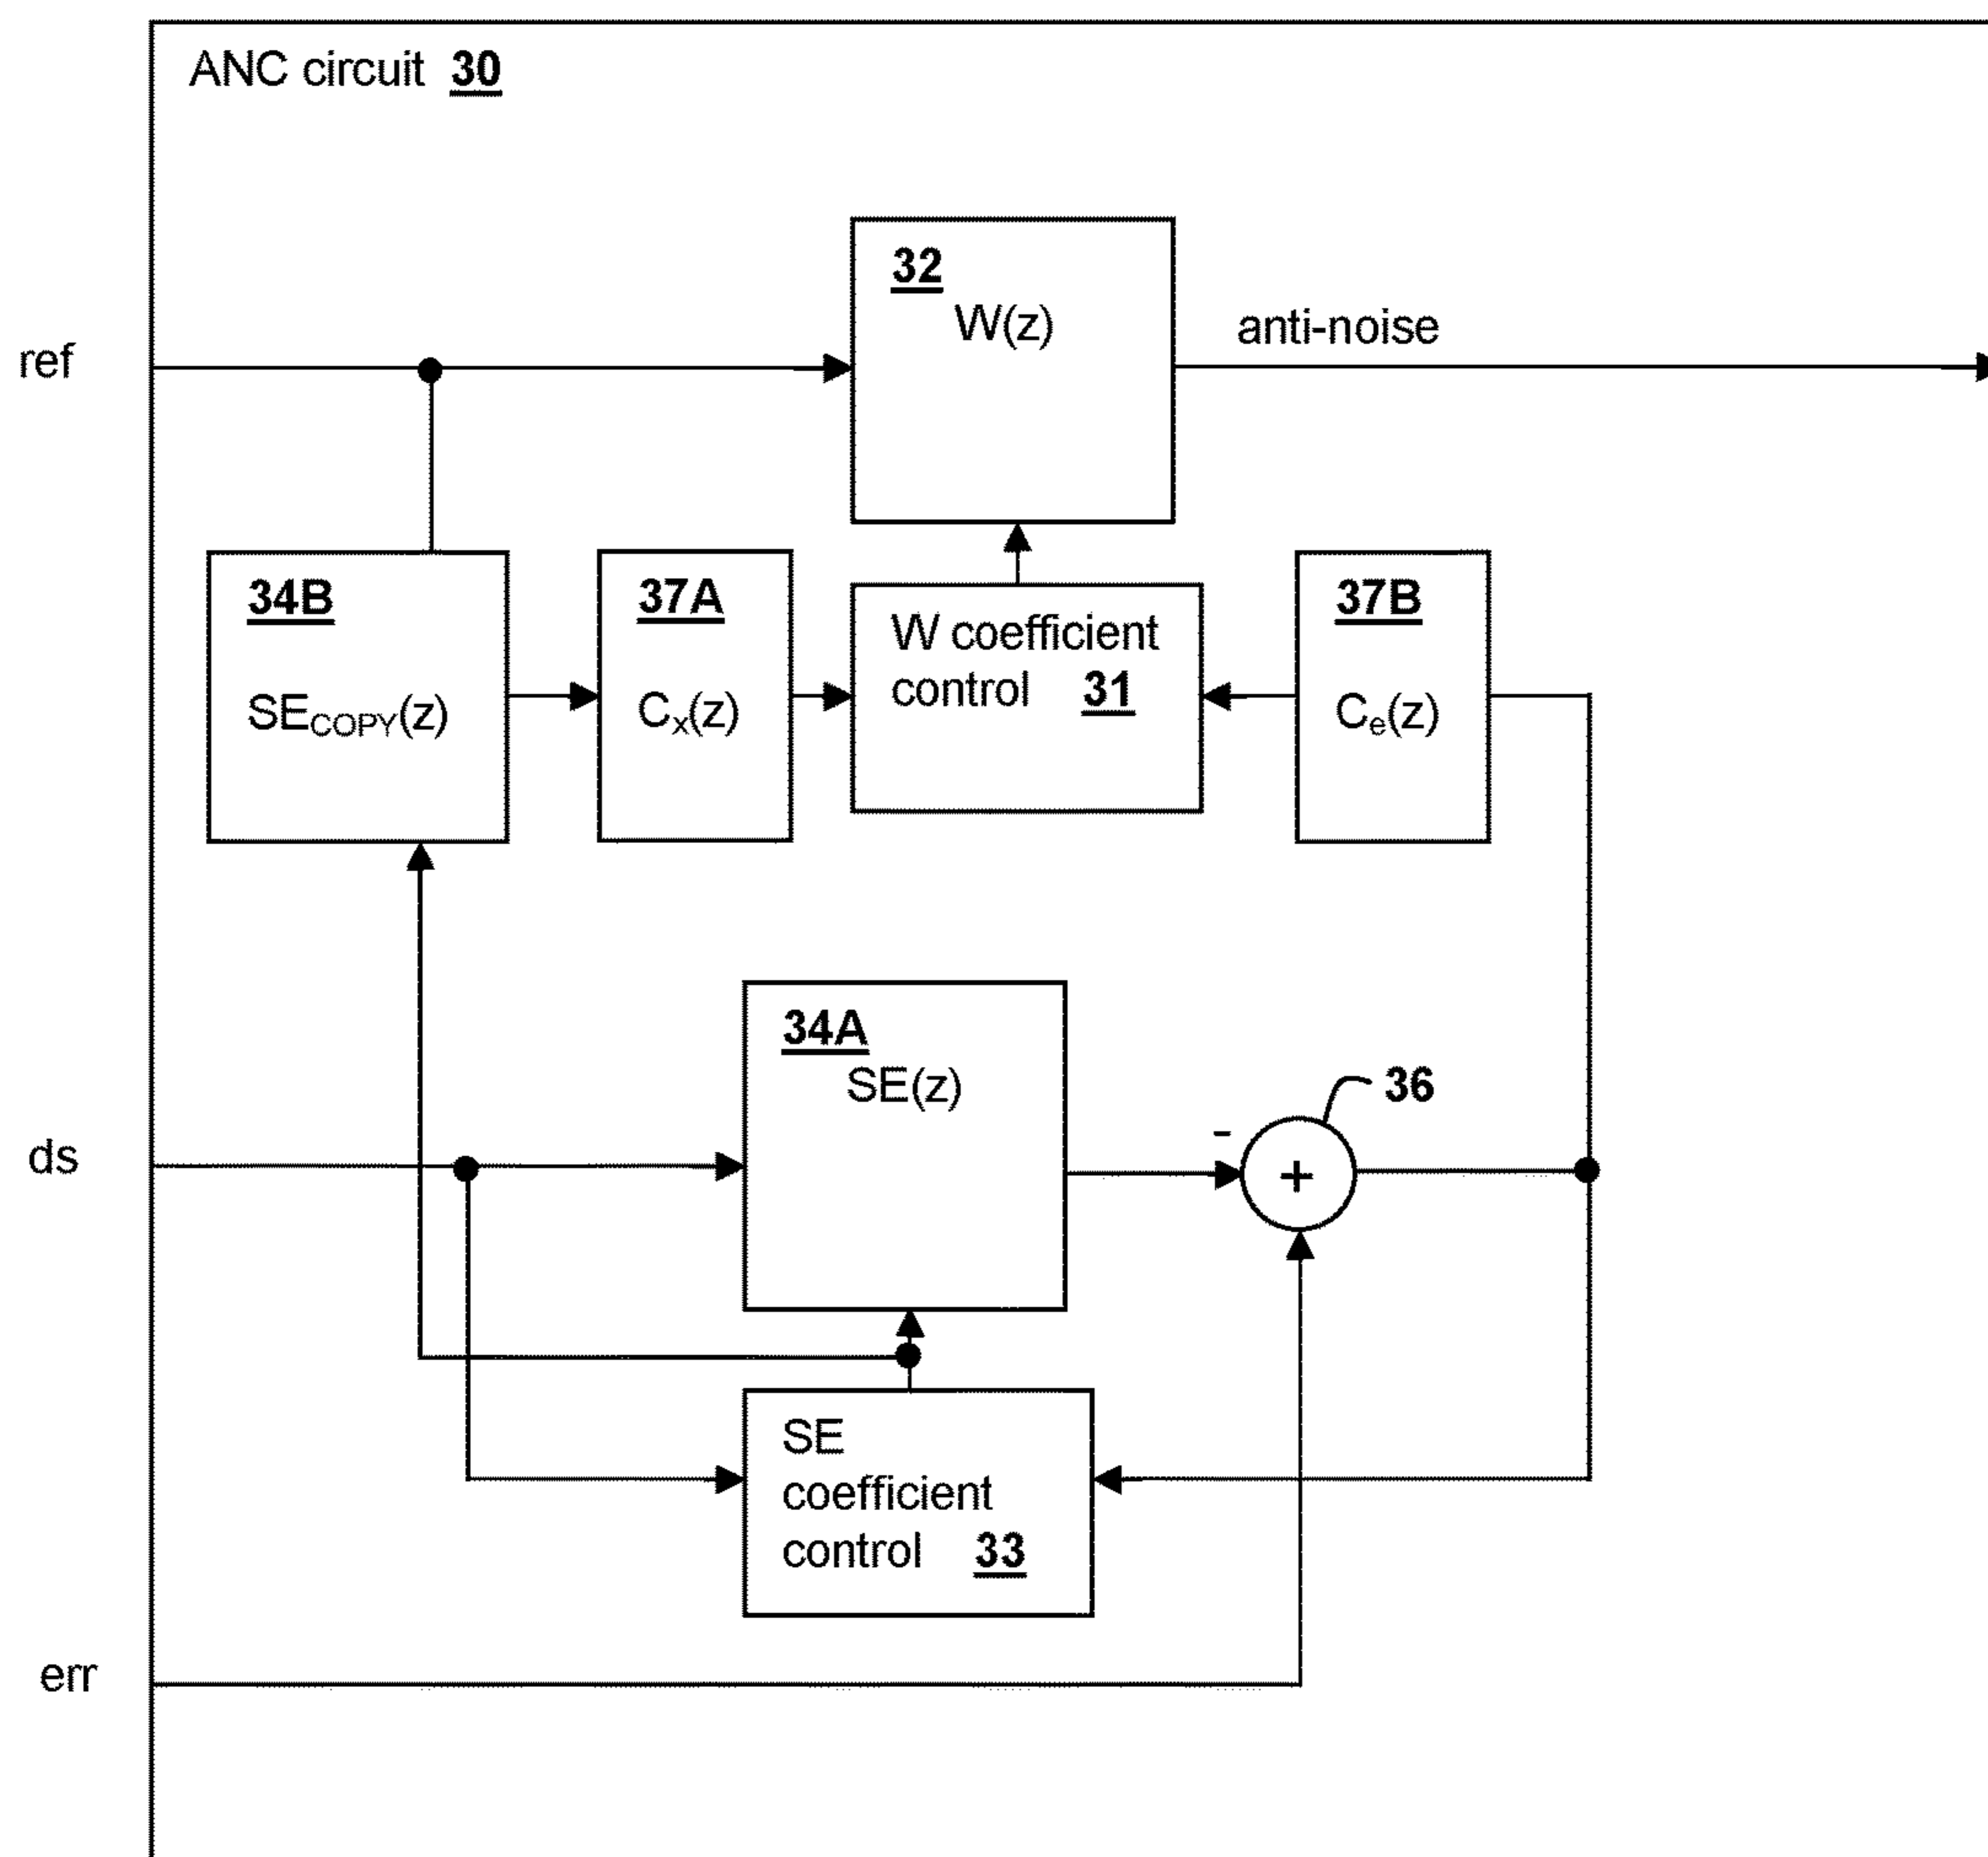 ANC circuit 30
32
W(z)
anti-noise
ref
34B
SECOPY(z)
37A
Cx(z)
W coefficient
control 31
37B
Ce(z)
34A
SE(z)
36
-
+
ds
SE
coefficient
control 33
err